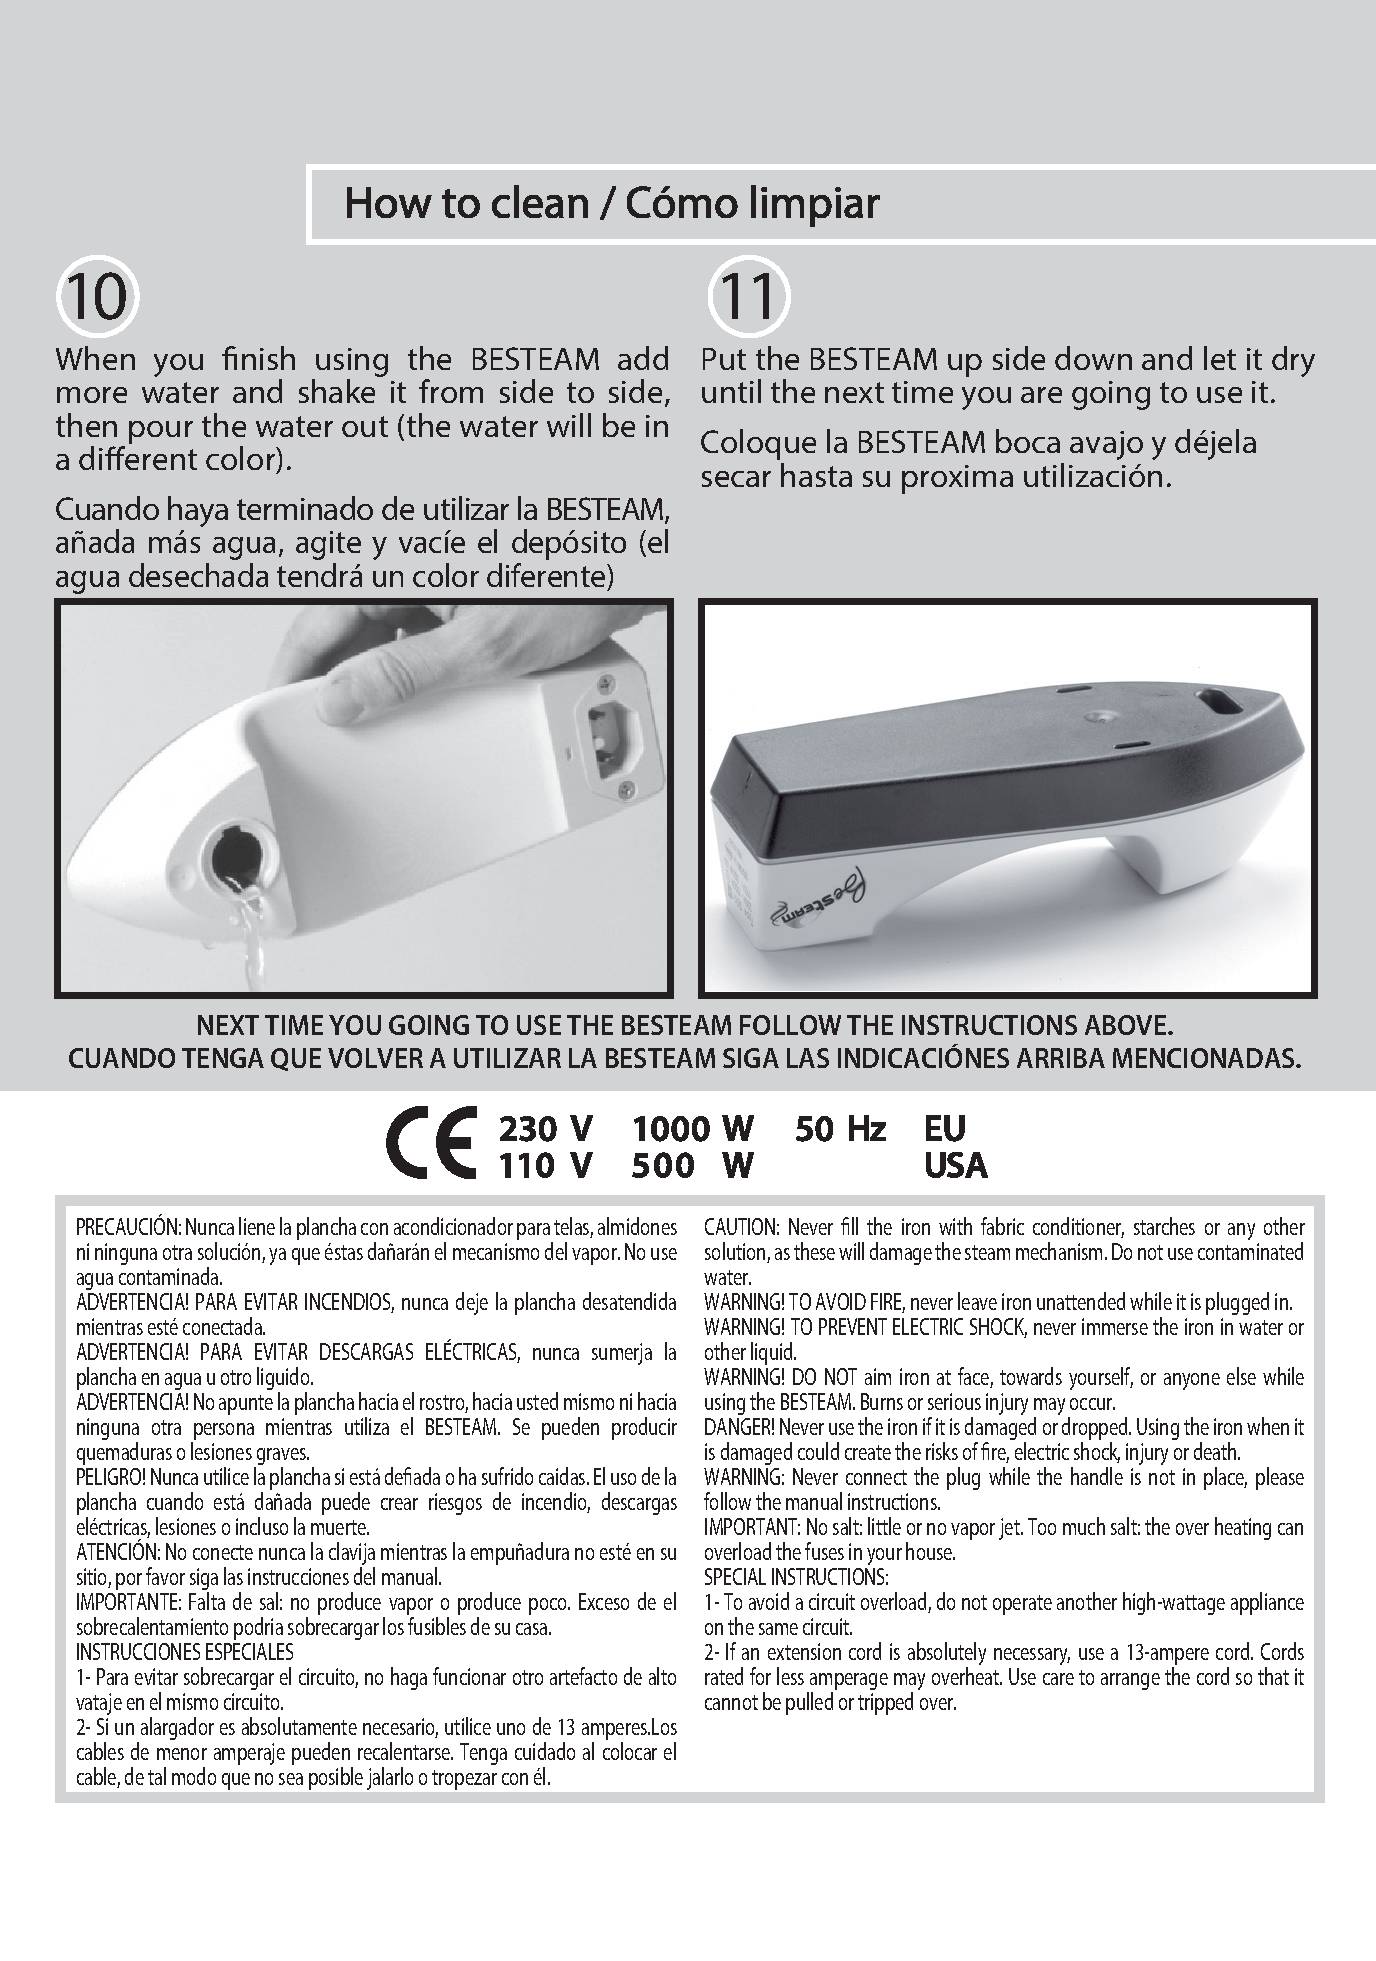 How to clean / Cómo limpiar
10
When you finish using the BESTEAM add
more water and shake it from side to side,
then pour the water out (the water will be in
a different color).
Cuando haya terminado de utilizar la BESTEAM,
añada más agua, agite y vacíe el depósito (el
agua desechada tendrá un color diferente)
11
Put the BESTEAM up side down and let it dry
until the next time you are going to use it.
Coloque la BESTEAM boca avajo y déjela
secar hasta su proxima utilización.
Besteam
NEXT TIME YOU GOING TO USE THE BESTEAM FOLLOW THE INSTRUCTIONS ABOVE.
CUANDO TENGA QUE VOLVER A UTILIZAR LA BESTEAM SIGA LAS INDICACIÓNES ARRIBA MENCIONADAS.
CE 230 V 1000 W 50 Hz EU
110 V 500 W USA
PRECAUCIÓN: Nunca liene la plancha con acondicionador para telas, almidones
ni ninguna otra solución, ya que éstas dañarán el mecanismo del vapor. No use
agua contaminada.
ADVERTENCIA! PARA EVITAR INCENDIOS, nunca deje la plancha desatendida
mientras esté conectada.
ADVERTENCIA! PARA EVITAR DESCARGAS ELÉCTRICAS, nunca sumerja la
plancha en agua u otro liguido.
ADVERTENCIA! No apunte la plancha hacia el rostro, hacia usted mismo ni hacia
ninguna otra persona mientras utiliza el BESTEAM. Se pueden producir
quemaduras o lesiones graves.
PELIGRO! Nunca utilice la plancha si está defiada o ha sufrido caidas. El uso de la
plancha cuando está dañada puede crear riesgos de incendio, descargas
eléctricas, lesiones o incluso la muerte.
ATENCIÓN: No conecte nunca la clavija mientras la empuñadura no esté en su
sitio, por favor siga las instrucciones del manual.
IMPORTANTE: Falta de sal: no produce vapor o produce poco. Exceso de el
sobrecalentamiento podria sobrecargar los fusibles de su casa.
INSTRUCCIONES ESPECIALES
1- Para evitar sobrecargar el circuito, no haga funcionar otro artefacto de alto
vataje en el mismo circuito.
2- Si un alargador es absolutamente necesario, utilice uno de 13 amperes.Los
cables de menor amperaje pueden recalentarse. Tenga cuidado al colocar el
cable, de tal modo que no sea posible jalarlo o tropezar con él.
CAUTION: Never fill the iron with fabric conditioner, starches or any other
solution, as these will damage the steam mechanism. Do not use contaminated
water.
WARNING! TO AVOID FIRE, never leave iron unattended while it is plugged in.
WARNING! TO PREVENT ELECTRIC SHOCK, never immerse the iron in water or
other liquid.
WARNING! DO NOT aim iron at face, towards yourself, or anyone else while
using the BESTEAM. Burns or serious injury may occur.
DANGER! Never use the iron if it is damaged or dropped. Using the iron when it
is damaged could create the risks of fire, electric shock, injury or death.
WARNING: Never connect the plug while the handle is not in place, please
follow the manual instructions.
IMPORTANT: No salt: little or no vapor jet. Too much salt: the over heating can
overload the fuses in your house.
SPECIAL INSTRUCTIONS:
1- To avoid a circuit overload, do not operate another high-wattage appliance
on the same circuit.
2- If an extension cord is absolutely necessary, use a 13-ampere cord. Cords
rated for less amperage may overheat. Use care to arrange the cord so that it
cannot be pulled or tripped over.